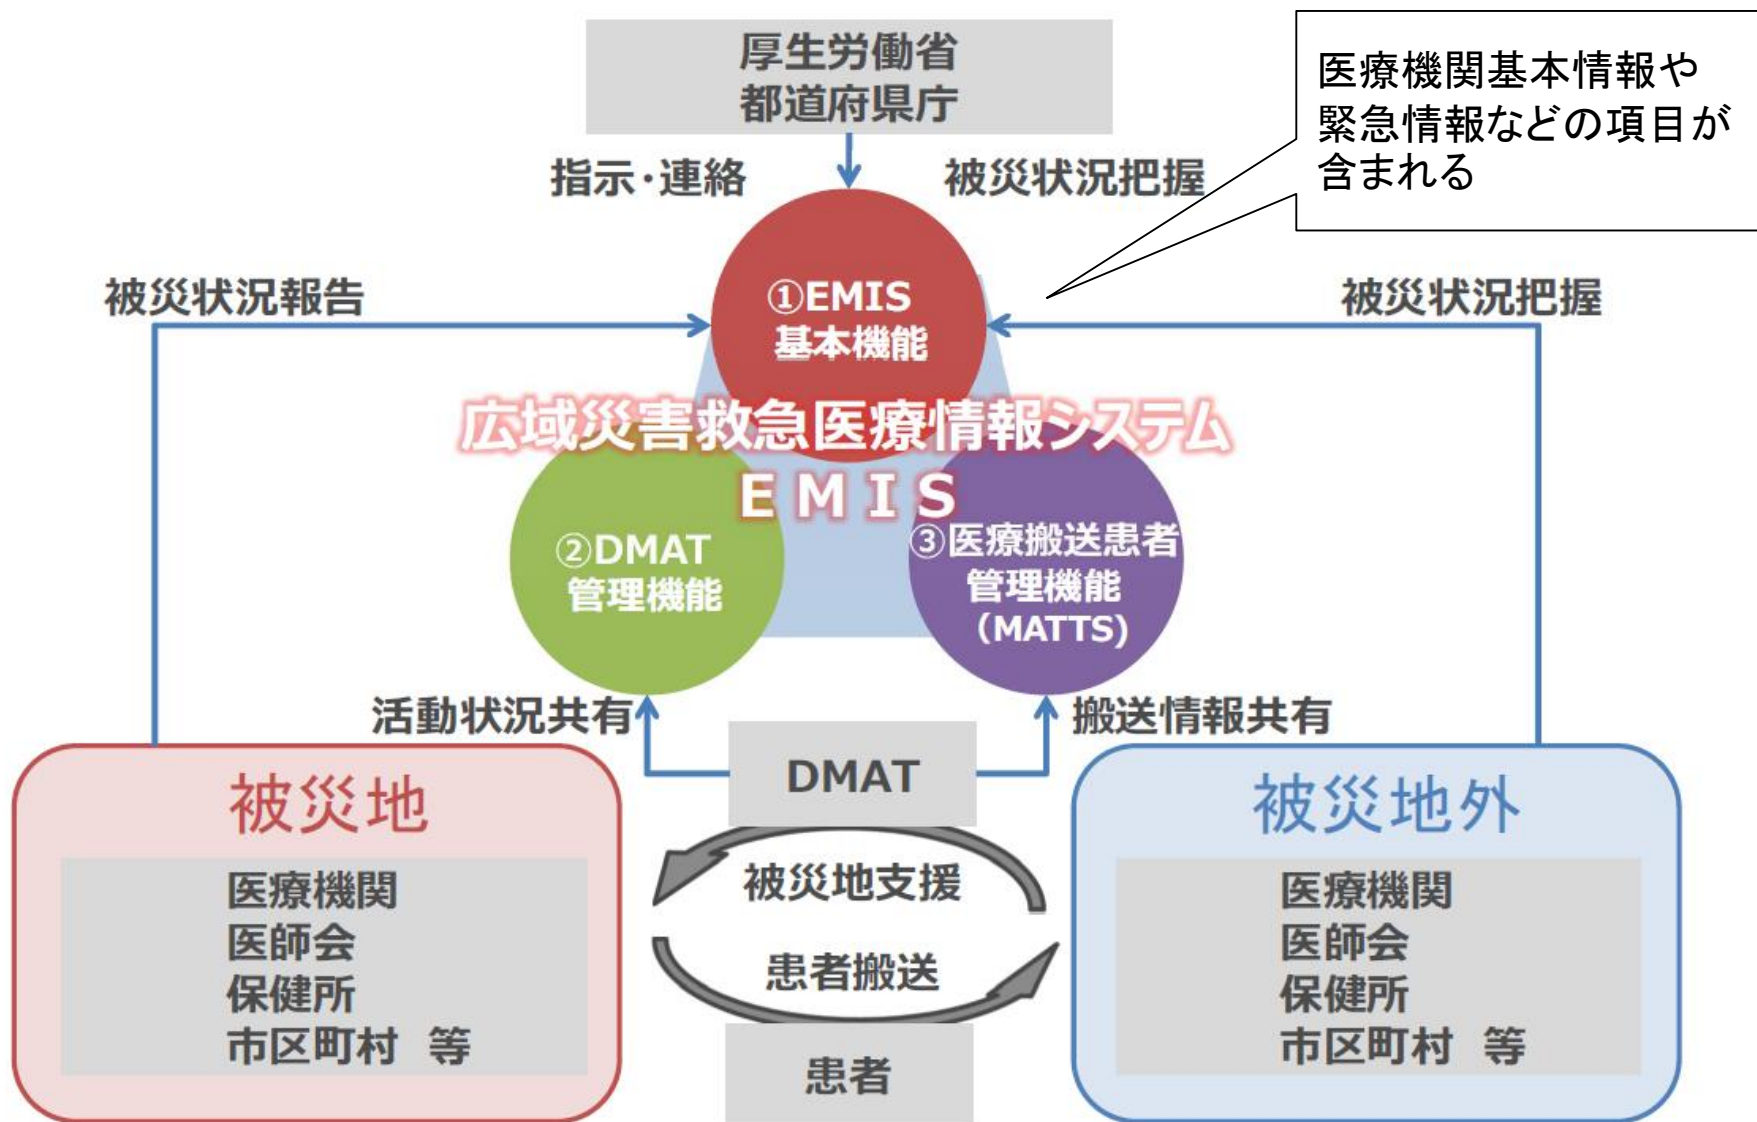 厚生労働省
都道府県庁
医療機関基本情報や
緊急情報などの項目が
含まれる
指示・連絡
被災状況把握
被災状況報告
①EMIS
基本機能
被災状況把握
広域災害救急医療情報システム
EMIS
②DMAT
管理機能
③医療搬送患者
管理機能
(MATTS)
活動状況共有
搬送情報共有
DMAT
被災地
医療機関
医師会
保健所
市区町村 等
被災地支援
患者搬送
患者
被災地外
医療機関
医師会
保健所
市区町村 等